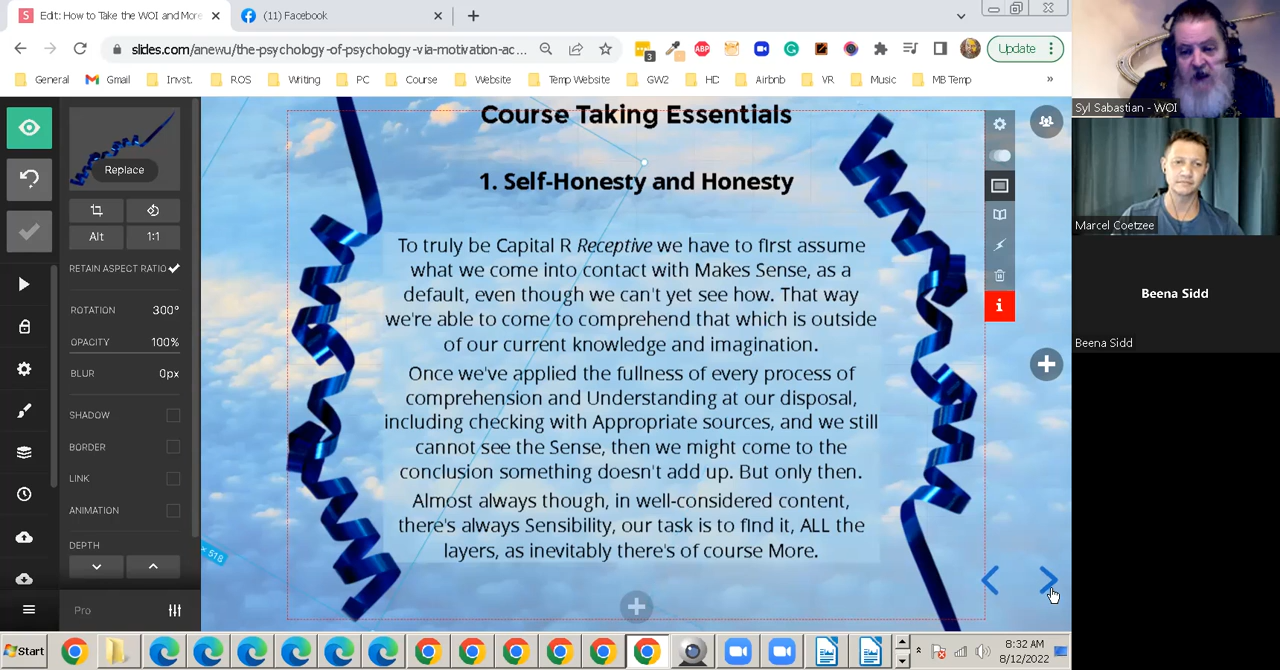 Edit: How to Take the WOI and More
(11) Facebook
slides.com/anewu/the-psychology-of-psychology-via-motivation-ac...
3
ABP
Update
General
Gmail
Invst.
ROS
Writing
PC
Course
Website
Temp Website
GW2
HD
Airbnb
VR
Music
MB Temp
»
Replace
Alt
1:1
RETAIN ASPECT RATIO
ROTATION 300°
OPACITY 100%
BLUR 0px
SHADOW
BORDER
LINK
ANIMATION
DEPTH
Pro
Course Taking Essentials
1. Self-Honesty and Honesty
To truly be Capital R Receptive we have to first assume
what we come into contact with Makes Sense, as a
default, even though we can't yet see how. That way
we're able to come to comprehend that which is outside
of our current knowledge and imagination.
Once we've applied the fullness of every process of
comprehension and Understanding at our disposal,
including checking with Appropriate sources, and we still
cannot see the Sense, then we might come to the
conclusion something doesn't add up. But only then.
Almost always though, in well-considered content,
there's always Sensibility, our task is to find it, ALL the
layers, as inevitably there's of course More.
× 518
i
Syl Sabastian - WOI
Marcel Coetzee
Beena Sidd
Beena Sidd
Start
8:32 AM
8/12/2022